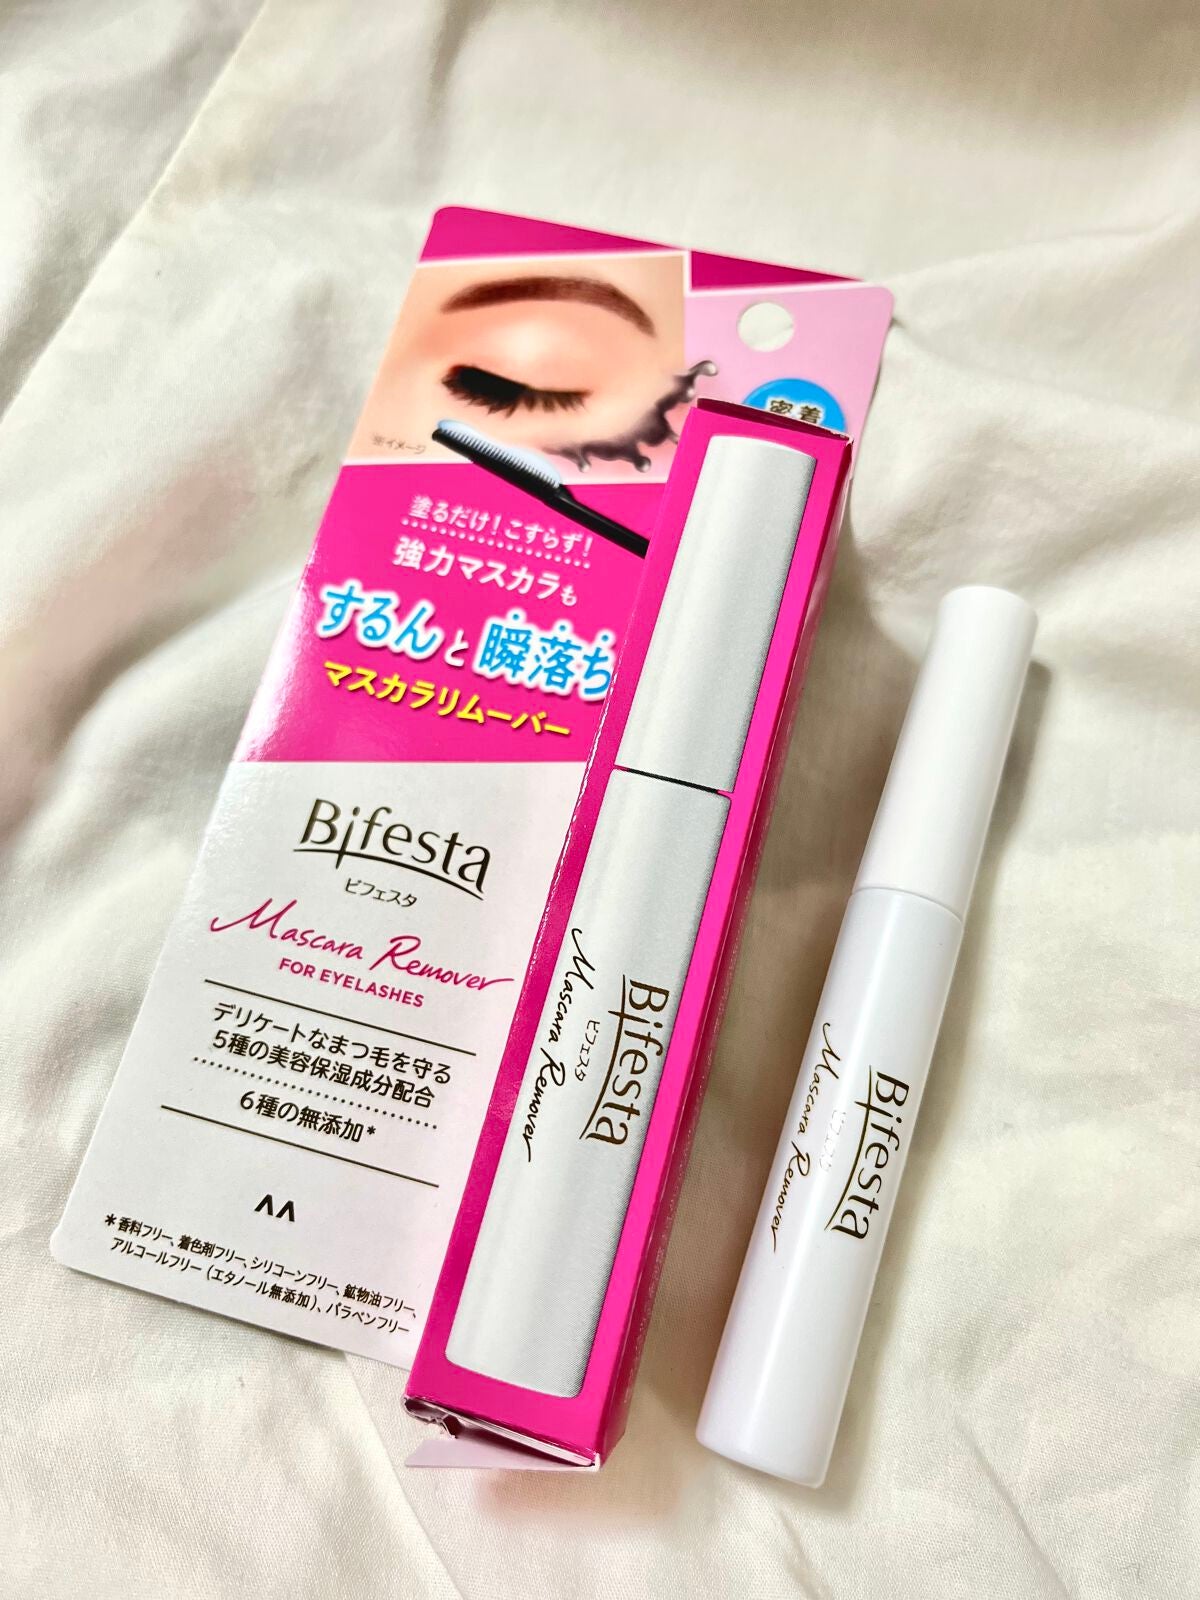 密着
※イメージ
塗るだけ！こすらず！
強力マスカラも
するんと瞬落ち
マスカラリムーバー
Bifesta
ビフェスタ
Mascara Remover
FOR EYELASHES
デリケートなまつ毛を守る
5種の美容保湿成分配合
6種の無添加*
*香料フリー、着色剤フリー、シリコーンフリー、鉱物油フリー、
アルコールフリー（エタノール無添加）、パラベンフリー
Bifesta
ビフェスタ
Mascara Remover
Bifesta
ビフェスタ
Mascara Remover